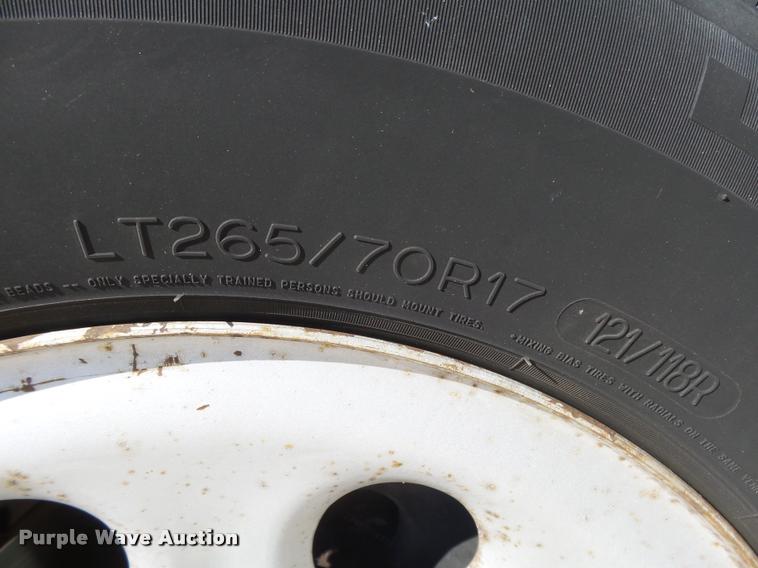 LT265/70R17
121/118R
BEADS -- ONLY SPECIALLY TRAINED PERSONS SHOULD MOUNT TIRES.
•MIXING BIAS TIRES WITH RADIALS ON THE SAME
Purple Wave Auction